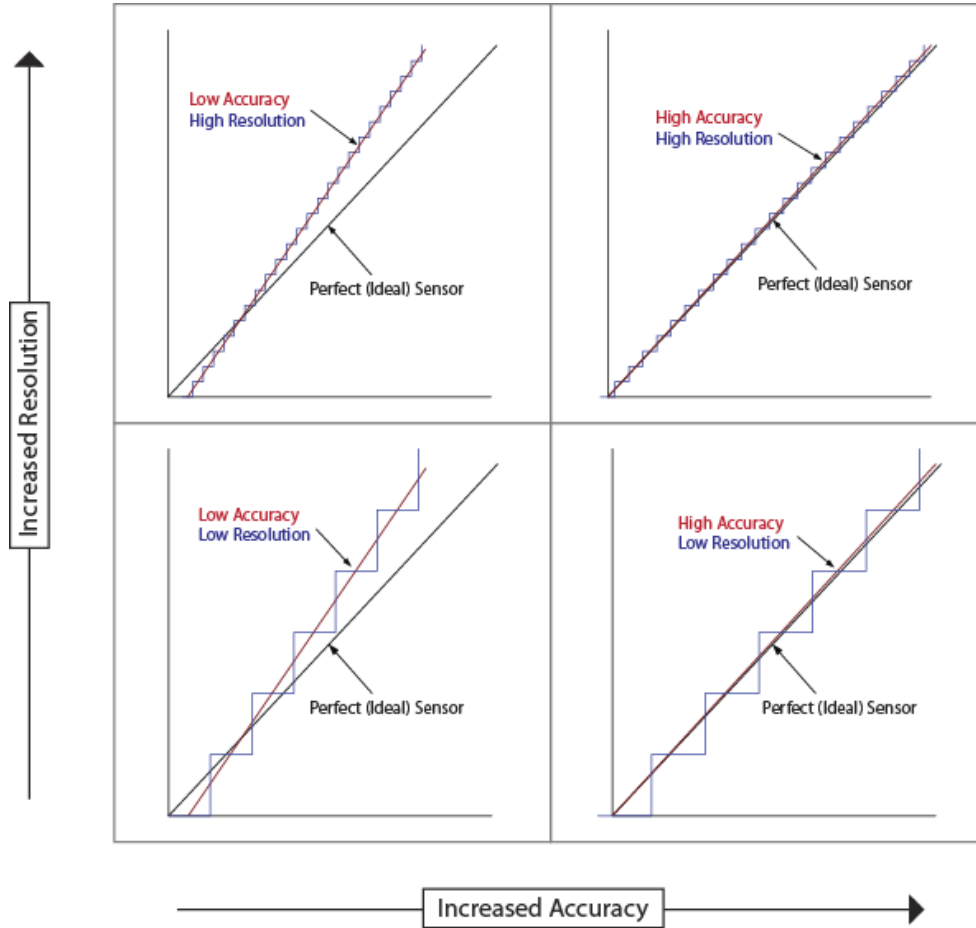 Increased Resolution
Low Accuracy
High Resolution
Perfect (Ideal) Sensor
High Accuracy
High Resolution
Perfect (Ideal) Sensor
Low Accuracy
Low Resolution
Perfect (Ideal) Sensor
High Accuracy
Low Resolution
Perfect (Ideal) Sensor
Increased Accuracy